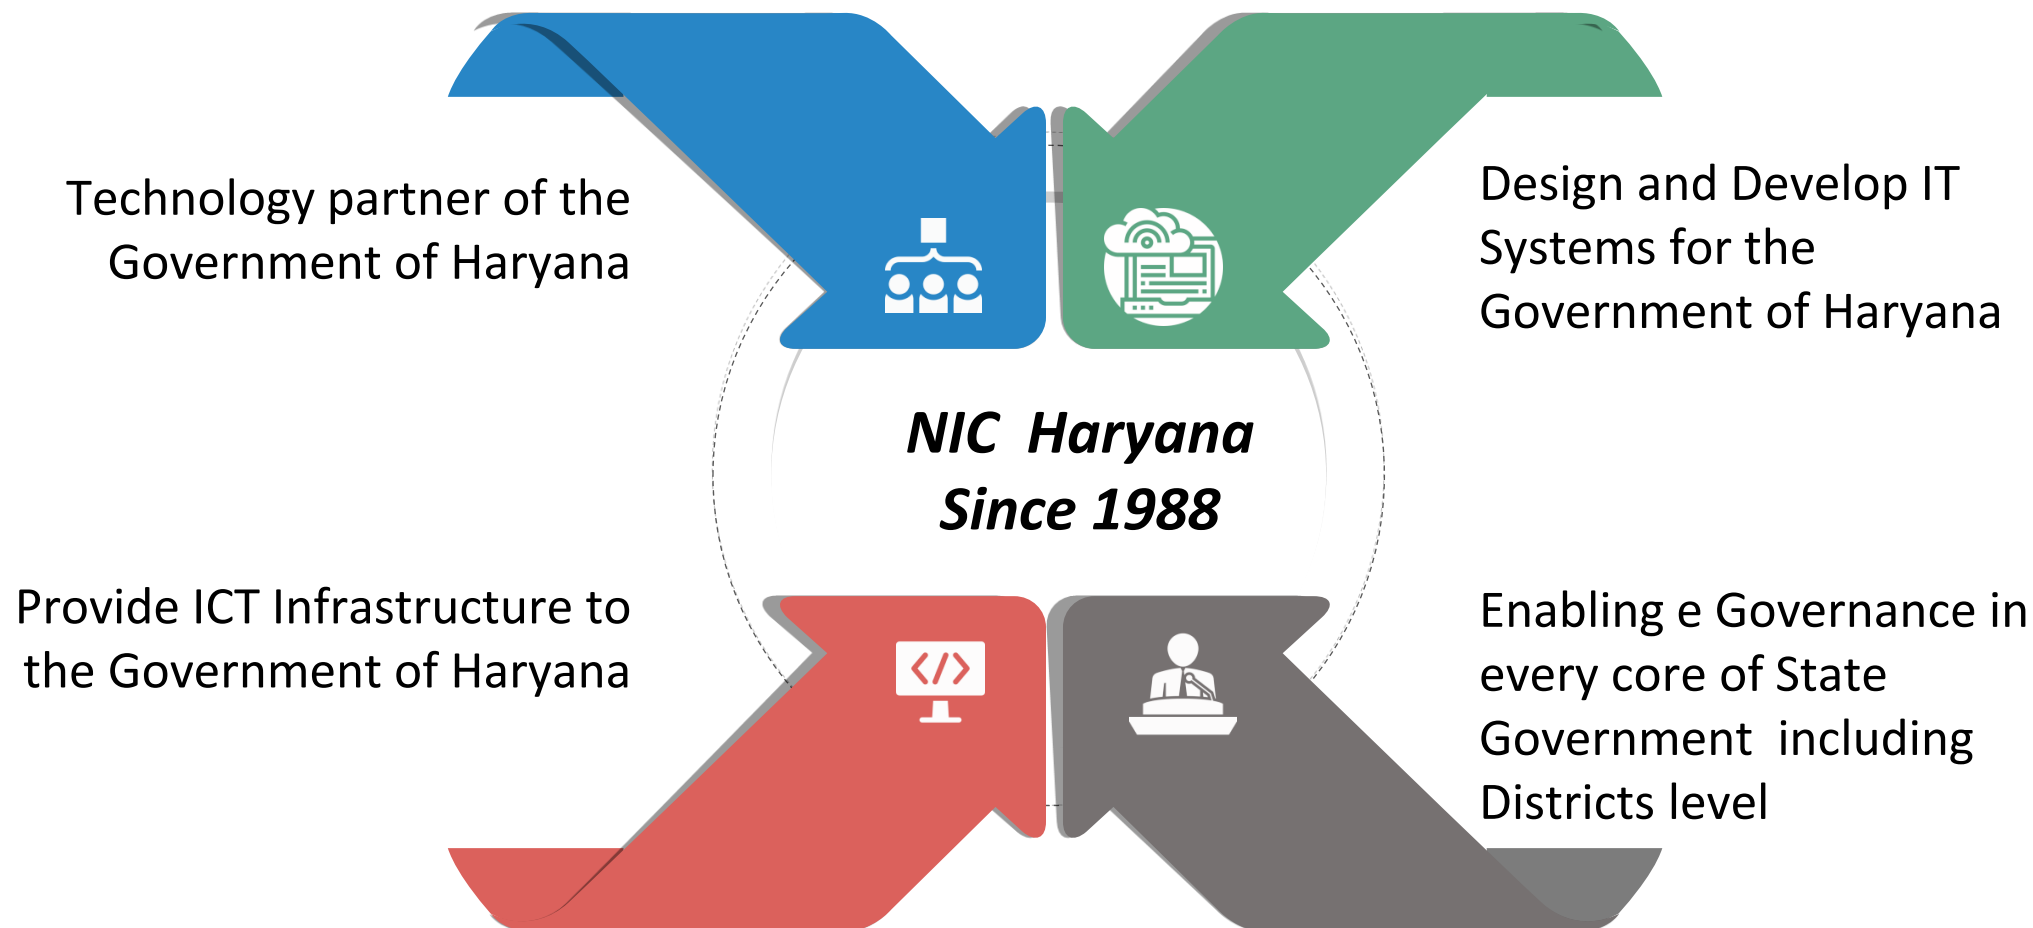 Technology partner of the
Government of Haryana
Design and Develop IT
Systems for the
Government of Haryana
NIC  Haryana
Since 1988
Provide ICT Infrastructure to
the Government of Haryana
</>
Enabling e Governance in
every core of State
Government  including
Districts level